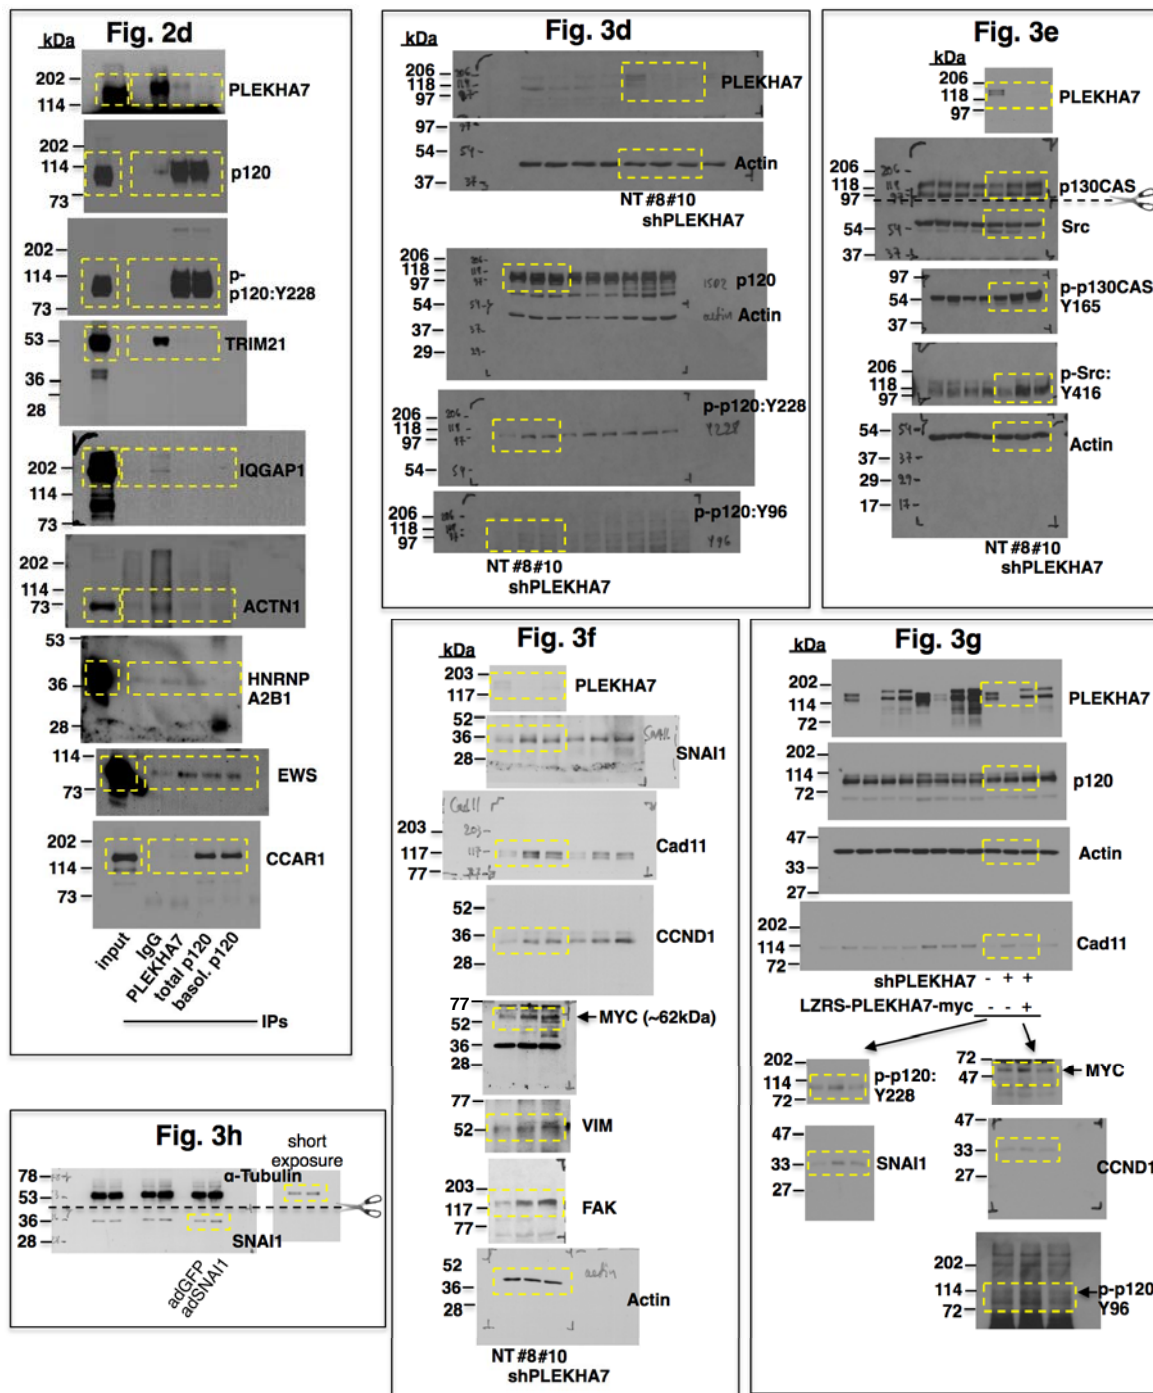 Fig. 2d
kDa
202
114
PLEKHA7
202
114
73
p120
202
114
73
p-
p120:Y228
53
36
28
TRIM21
202
114
73
IQGAP1
202
114
73
ACTN1
53
36
28
HNRNP
A2B1
114
73
EWS
202
114
73
CCAR1
input
IgG
PLEKHA7
total p120
basol. p120
IPs
Fig. 3d
kDa
206
118
97
PLEKHA7
97
54
37
Actin
NT #8#10
shPLEKHA7
206
118
97
54
37
29
p120
Actin
actin
206
118
97
54
p-p120:Y228
Y228
206
118
97
p-p120:Y96
Y96
NT #8#10
shPLEKHA7
Fig. 3e
kDa
206
118
97
PLEKHA7
206
118
97
54
37
p130CAS
Src
97
54
37
p-p130CAS
Y165
206
118
97
p-Src:
Y416
54
37
29
17
Actin
NT #8#10
shPLEKHA7
Fig. 3f
kDa
203
117
PLEKHA7
52
36
28
SNAI1
Cad11
203
117
77
Cad11
52
36
28
CCND1
77
52
36
28
MYC (~62kDa)
77
52
VIM
203
117
77
FAK
52
36
28
actin
Actin
NT #8#10
shPLEKHA7
Fig. 3g
kDa
202
114
72
PLEKHA7
114
72
p120
47
33
27
Actin
202
114
72
Cad11
shPLEKHA7 - + +
LZRS-PLEKHA7-myc - - +
202
114
72
p-p120:
Y228
72
47
MYC
47
33
27
SNAI1
47
33
27
CCND1
202
114
72
p-p120
Y96
Fig. 3h
short
exposure
78
53
36
28
α-Tubulin
SNAI1
adGFP
adSNAI1